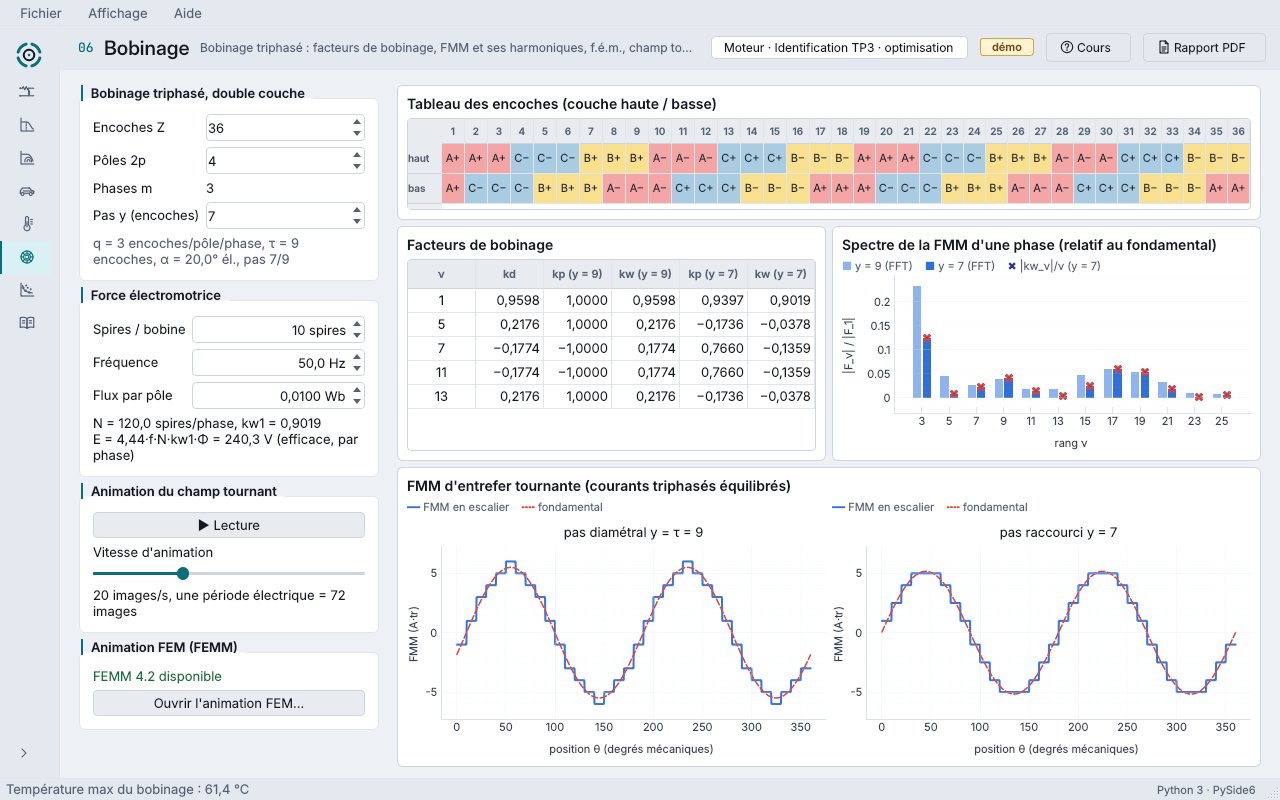 Fichier Affichage Aide
06 Bobinage Bobinage triphasé : facteurs de bobinage, FMM et ses harmoniques, f.é.m., champ to... Moteur · Identification TP3 · optimisation démo Cours Rapport PDF
Bobinage triphasé, double couche
Encoches Z 36
Pôles 2p 4
Phases m 3
Pas y (encoches) 7
q = 3 encoches/pôle/phase, τ = 9
encoches, α = 20,0° él., pas 7/9
Force électromotrice
Spires / bobine 10 spires
Fréquence 50,0 Hz
Flux par pôle 0,0100 Wb
N = 120,0 spires/phase, kw1 = 0,9019
E = 4,44·f·N·kw1·Φ = 240,3 V (efficace, par
phase)
Animation du champ tournant
Lecture
Vitesse d'animation
20 images/s, une période électrique = 72
images
Animation FEM (FEMM)
FEMM 4.2 disponible
Ouvrir l'animation FEM...
Tableau des encoches (couche haute / basse)
1 2 3 4 5 6 7 8 9 10 11 12 13 14 15 16 17 18 19 20 21 22 23 24 25 26 27 28 29 30 31 32 33 34 35 36
haut A+ A+ A+ C− C− C− B+ B+ B+ A− A− A− C+ C+ C+ B− B− B− A+ A+ A+ C− C− C− B+ B+ B+ A− A− A− C+ C+ C+ B− B− B−
bas A+ C− C− C− B+ B+ B+ A− A− A− C+ C+ C+ B− B− B− A+ A+ A+ C− C− C− B+ B+ B+ A− A− A− C+ C+ C+ B− B− B− A+ A+
Facteurs de bobinage
ν kd kp (y = 9) kw (y = 9) kp (y = 7) kw (y = 7)
1 0,9598 1,0000 0,9598 0,9397 0,9019
5 0,2176 1,0000 0,2176 −0,1736 −0,0378
7 −0,1774 −1,0000 0,1774 0,7660 −0,1359
11 −0,1774 −1,0000 0,1774 0,7660 −0,1359
13 0,2176 1,0000 0,2176 −0,1736 −0,0378
Spectre de la FMM d'une phase (relatif au fondamental)
y = 9 (FFT) y = 7 (FFT) |kw_ν|/ν (y = 7)
|F_ν| / |F_1|
0.2
0.15
0.1
0.05
0
3 5 7 9 11 13 15 17 19 21 23 25
rang ν
FMM d'entrefer tournante (courants triphasés équilibrés)
FMM en escalier fondamental
pas diamétral y = τ = 9
FMM (A·tr)
5
0
−5
0 50 100 150 200 250 300 350
position θ (degrés mécaniques)
FMM en escalier fondamental
pas raccourci y = 7
FMM (A·tr)
5
0
−5
0 50 100 150 200 250 300 350
position θ (degrés mécaniques)
Température max du bobinage : 61,4 °C Python 3 · PySide6